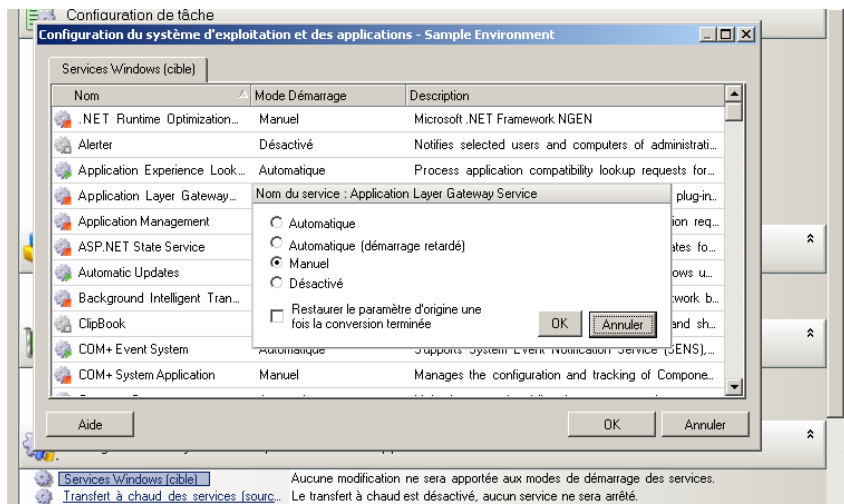 Configuration de tâche
Configuration du système d'exploitation et des applications - Sample Environment
Services Windows (cible)
Nom Mode Démarrage Description
.NET Runtime Optimization... Manuel Microsoft .NET Framework NGEN
Alerter Désactivé Notifies selected users and computers of administrati...
Application Experience Look... Automatique Process application compatibility lookup requests for...
Application Layer Gateway... plug-in...
Nom du service : Application Layer Gateway Service
Application Management ion req...
Automatique
ASP.NET State Service ates fo...
Automatique (démarrage retardé)
Manuel
Automatic Updates ows u...
Désactivé
Background Intelligent Tran... twork b...
Restaurer le paramètre d'origine une
fois la conversion terminée
OK Annuler
ClipBook and sh...
COM+ Event System Automatique Supports System Event Notification Service (SENS),...
COM+ System Application Manuel Manages the configuration and tracking of Compone...
Aide OK Annuler
Services Windows (cible) Aucune modification ne sera apportée aux modes de démarrage des services.
Transfert à chaud des services (sourc... Le transfert à chaud est désactivé, aucun service ne sera arrêté.